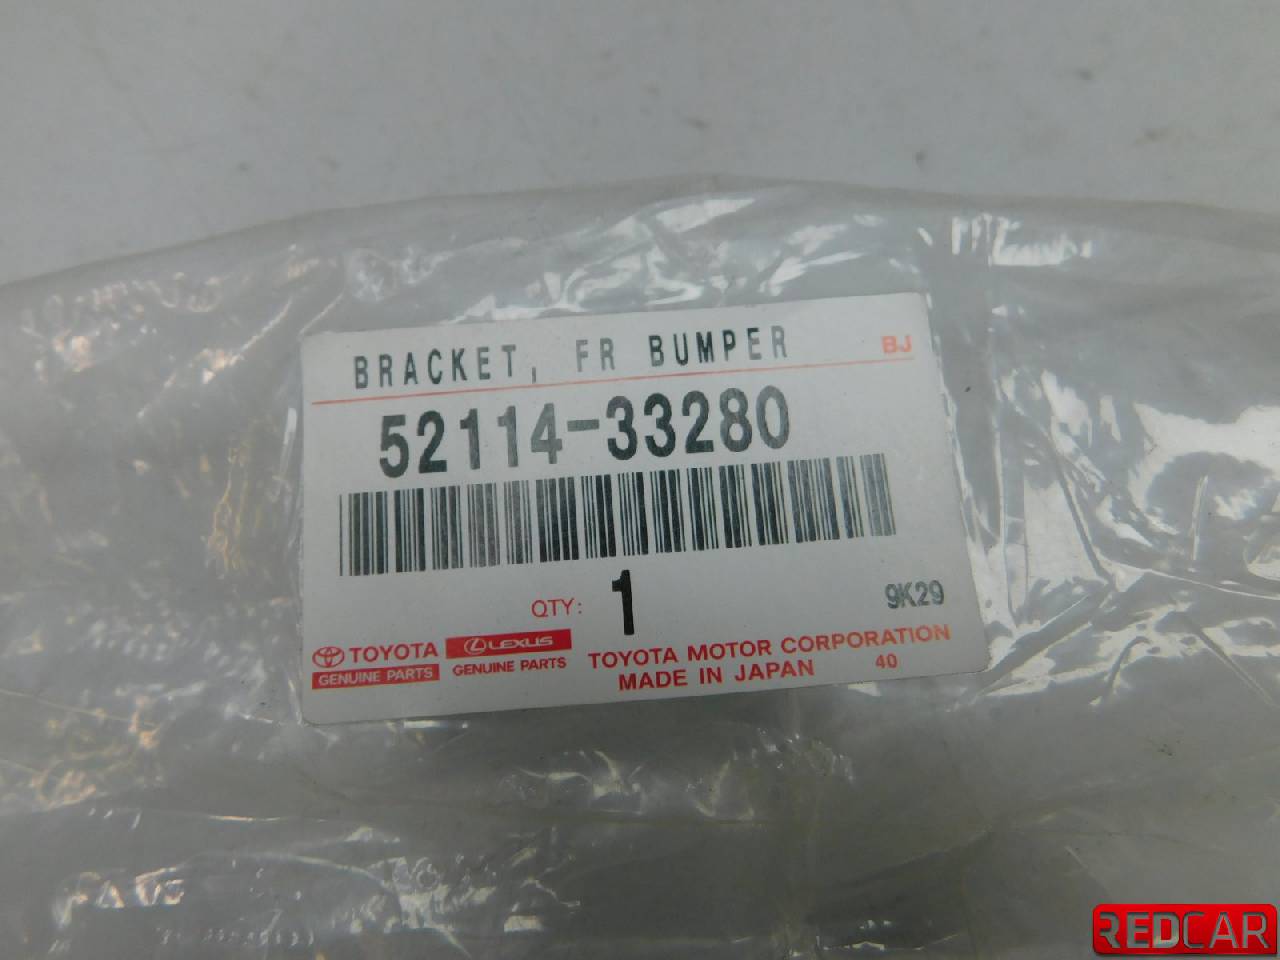 BRACKET, FR BUMPER BJ
52114-33280
QTY: 1 9K29
TOYOTA LEXUS TOYOTA MOTOR CORPORATION
GENUINE PARTS GENUINE PARTS MADE IN JAPAN 40
REDCAR